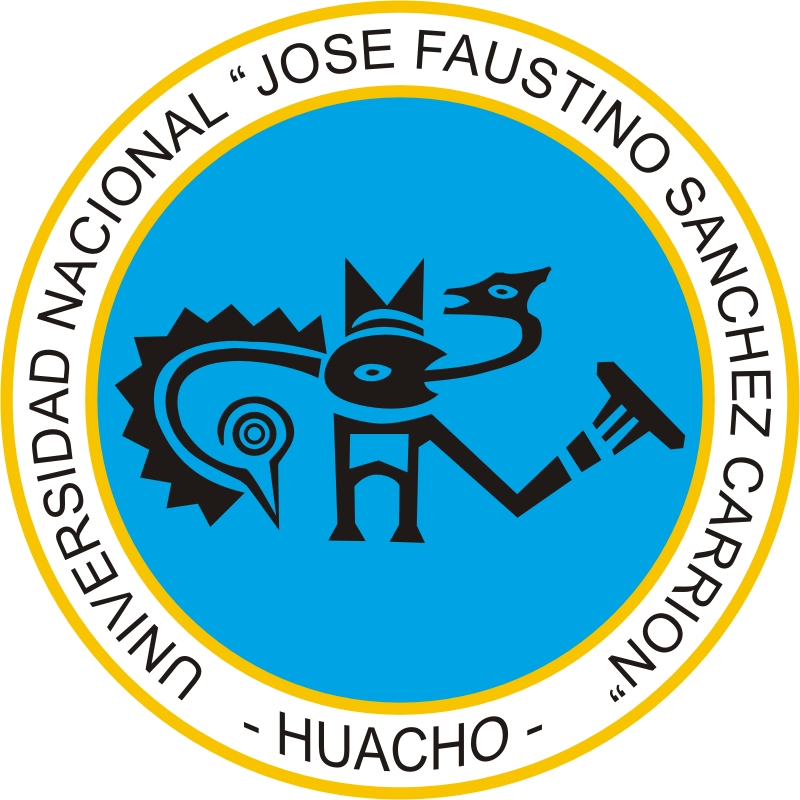 UNIVERSIDAD NACIONAL “JOSE FAUSTINO SANCHEZ CARRION”
- HUACHO -